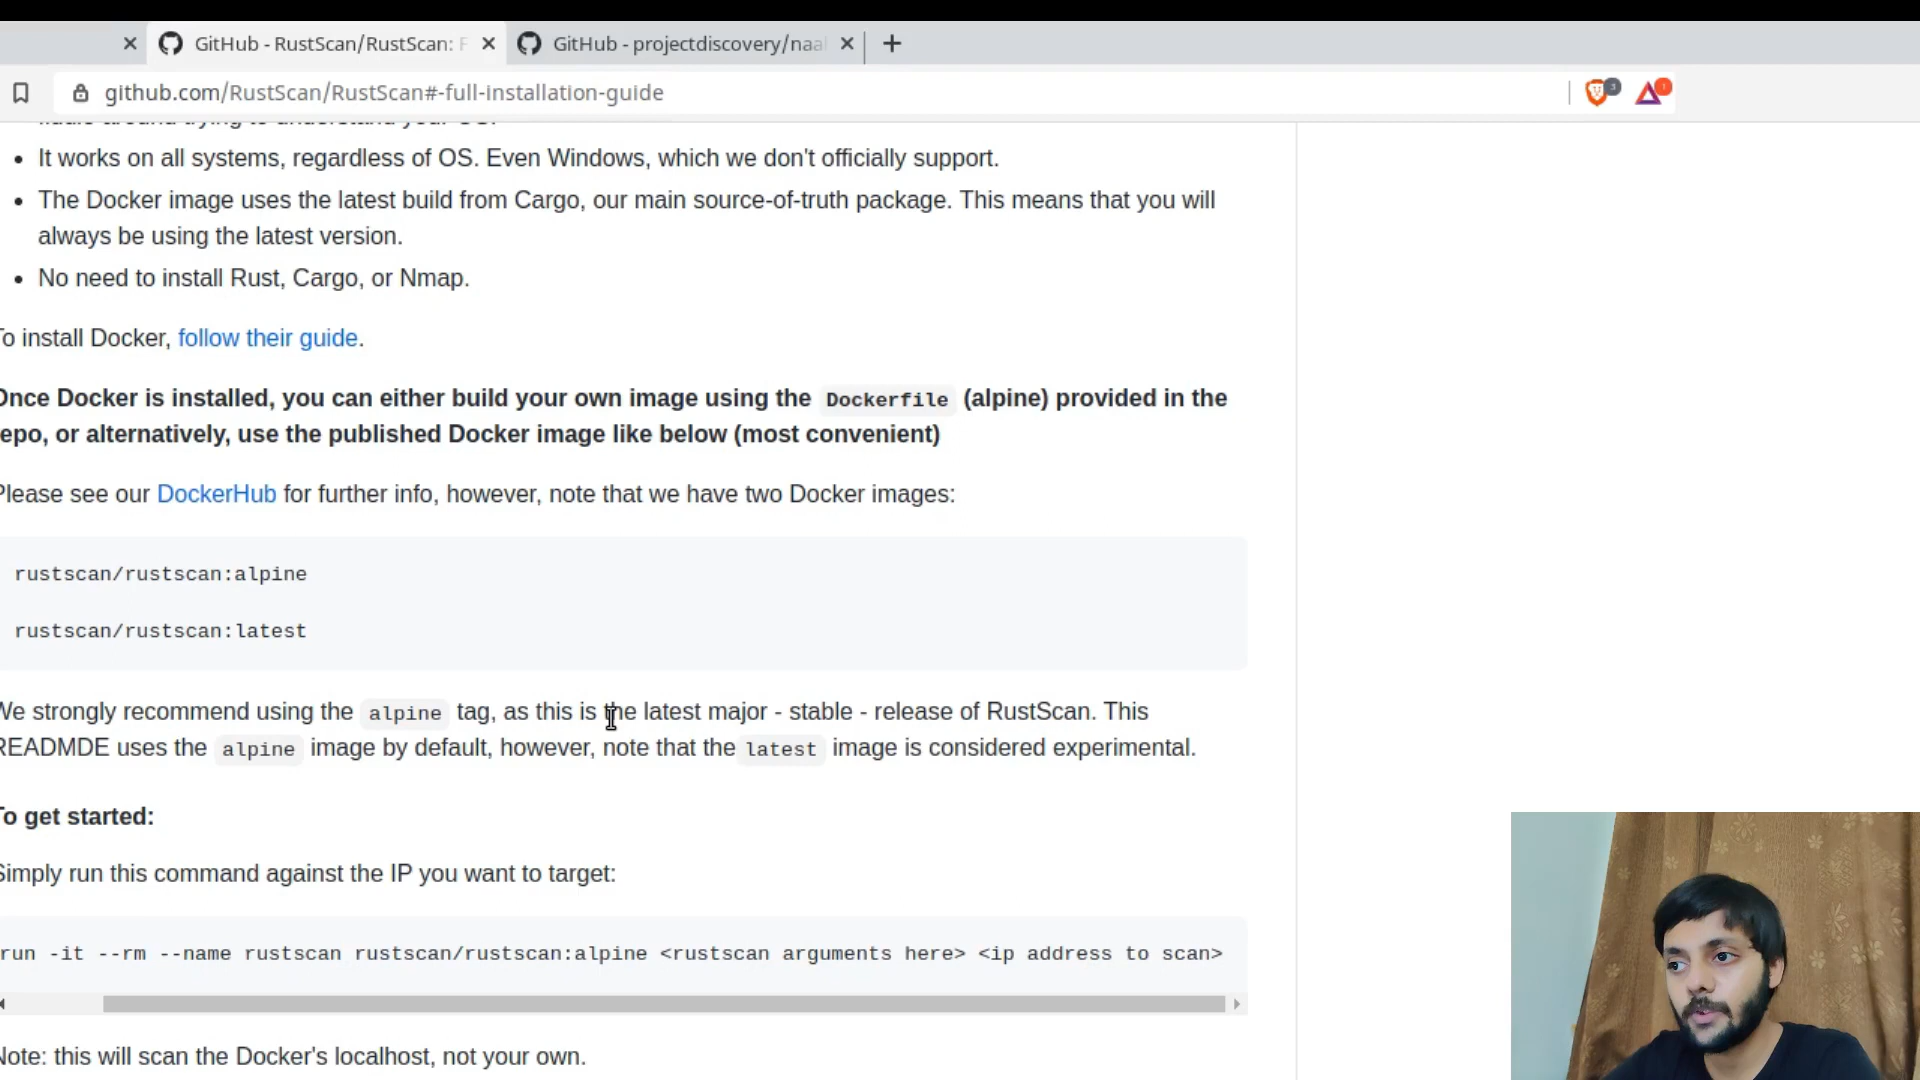 GitHub - RustScan/RustScan: F
GitHub - projectdiscovery/naa
github.com/RustScan/RustScan#-full-installation-guide
3
1
It works on all systems, regardless of OS. Even Windows, which we don't officially support.
The Docker image uses the latest build from Cargo, our main source-of-truth package. This means that you will
always be using the latest version.
No need to install Rust, Cargo, or Nmap.
To install Docker, follow their guide.
Once Docker is installed, you can either build your own image using the Dockerfile (alpine) provided in the
epo, or alternatively, use the published Docker image like below (most convenient)
Please see our DockerHub for further info, however, note that we have two Docker images:
rustscan/rustscan:alpine
rustscan/rustscan:latest
We strongly recommend using the alpine tag, as this is the latest major - stable - release of RustScan. This
READMDE uses the alpine image by default, however, note that the latest image is considered experimental.
To get started:
Simply run this command against the IP you want to target:
run -it --rm --name rustscan rustscan/rustscan:alpine <rustscan arguments here> <ip address to scan>
Note: this will scan the Docker's localhost, not your own.